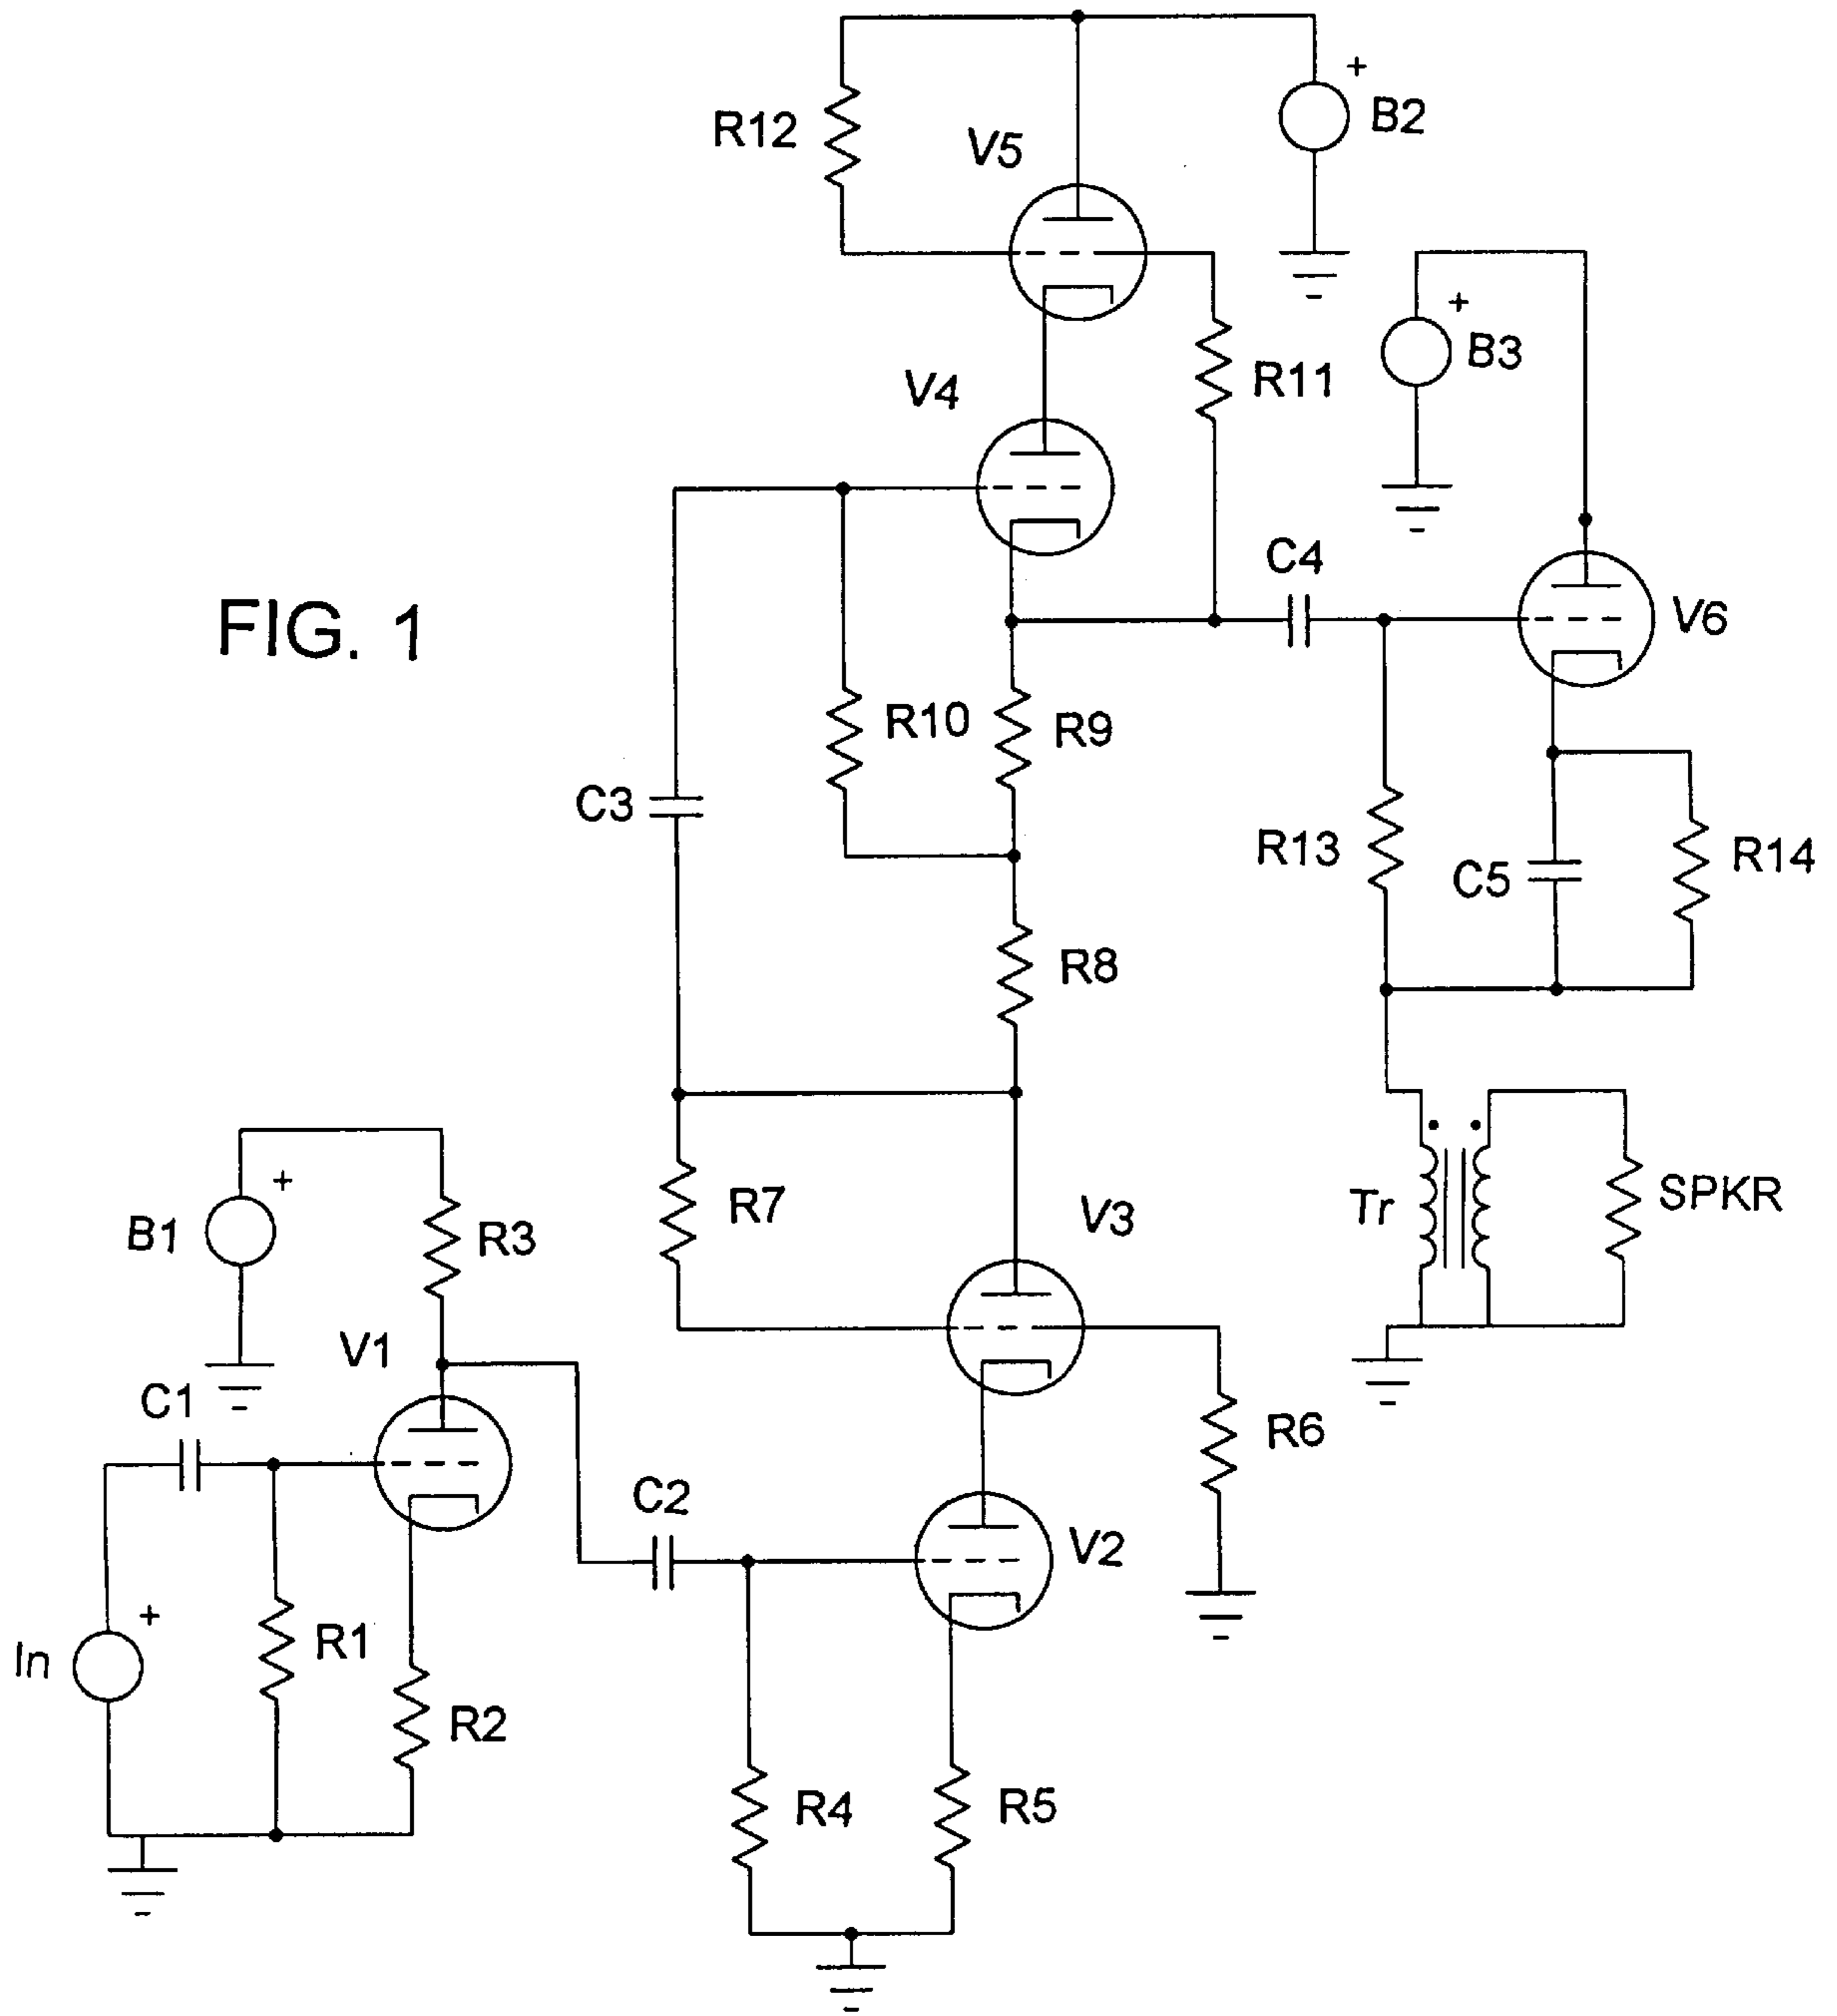 +
B2
R12
V5
+
B3
R11
V4
C4
V6
FIG. 1
R10
R9
C3
R13
C5
R14
R8
+
B1
R3
R7
V3
Tr
SPKR
V1
C1
R6
C2
V2
+
In
R1
R2
R4
R5